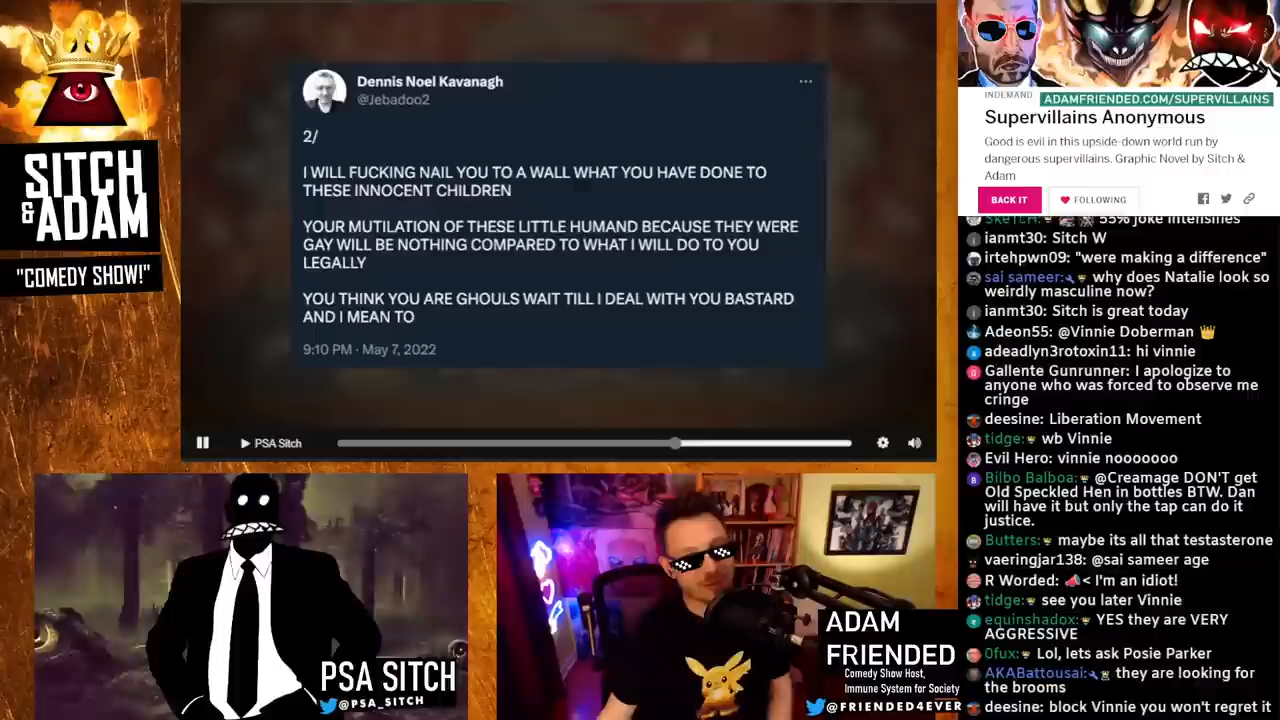 SITCH
& ADAM
"COMEDY SHOW!"
Dennis Noel Kavanagh
@Jebadoo2
2/
I WILL FUCKING NAIL YOU TO A WALL WHAT YOU HAVE DONE TO
THESE INNOCENT CHILDREN
YOUR MUTILATION OF THESE LITTLE HUMAND BECAUSE THEY WERE
GAY WILL BE NOTHING COMPARED TO WHAT I WILL DO TO YOU
LEGALLY
YOU THINK YOU ARE GHOULS WAIT TILL I DEAL WITH YOU BASTARD
AND I MEAN TO
9:10 PM · May 7, 2022
PSA Sitch
PSA SITCH
@PSA_SITCH
ADAM
FRIENDED
Comedy Show Host,
Immune System for Society
@FRIENDED4EVER
INDEMAND
ADAMFRIENDED.COM/SUPERVILLAINS
Supervillains Anonymous
Good is evil in this upside-down world run by
dangerous supervillains. Graphic Novel by Sitch &
Adam
BACK IT
FOLLOWING
SkeTCH: 55% joke intensifies
ianmt30: Sitch W
irtehpwn09: "were making a difference"
sai sameer: why does Natalie look so
weirdly masculine now?
ianmt30: Sitch is great today
Adeon55: @Vinnie Doberman 👑
adeadlyn3rotoxin11: hi vinnie
Gallente Gunrunner: I apologize to
anyone who was forced to observe me
cringe
deesine: Liberation Movement
tidge: wb Vinnie
Evil Hero: vinnie nooooooo
Bilbo Balboa: @Creamage DON'T get
Old Speckled Hen in bottles BTW. Dan
will have it but only the tap can do it
justice.
Butters: maybe its all that testasterone
vaeringjar138: @sai sameer age
R Worded: 📣< I'm an idiot!
tidge: see you later Vinnie
equinshadox: YES they are VERY
AGGRESSIVE
0fux: Lol, lets ask Posie Parker
AKABattousai: they are looking for
the brooms
deesine: block Vinnie you won't regret it